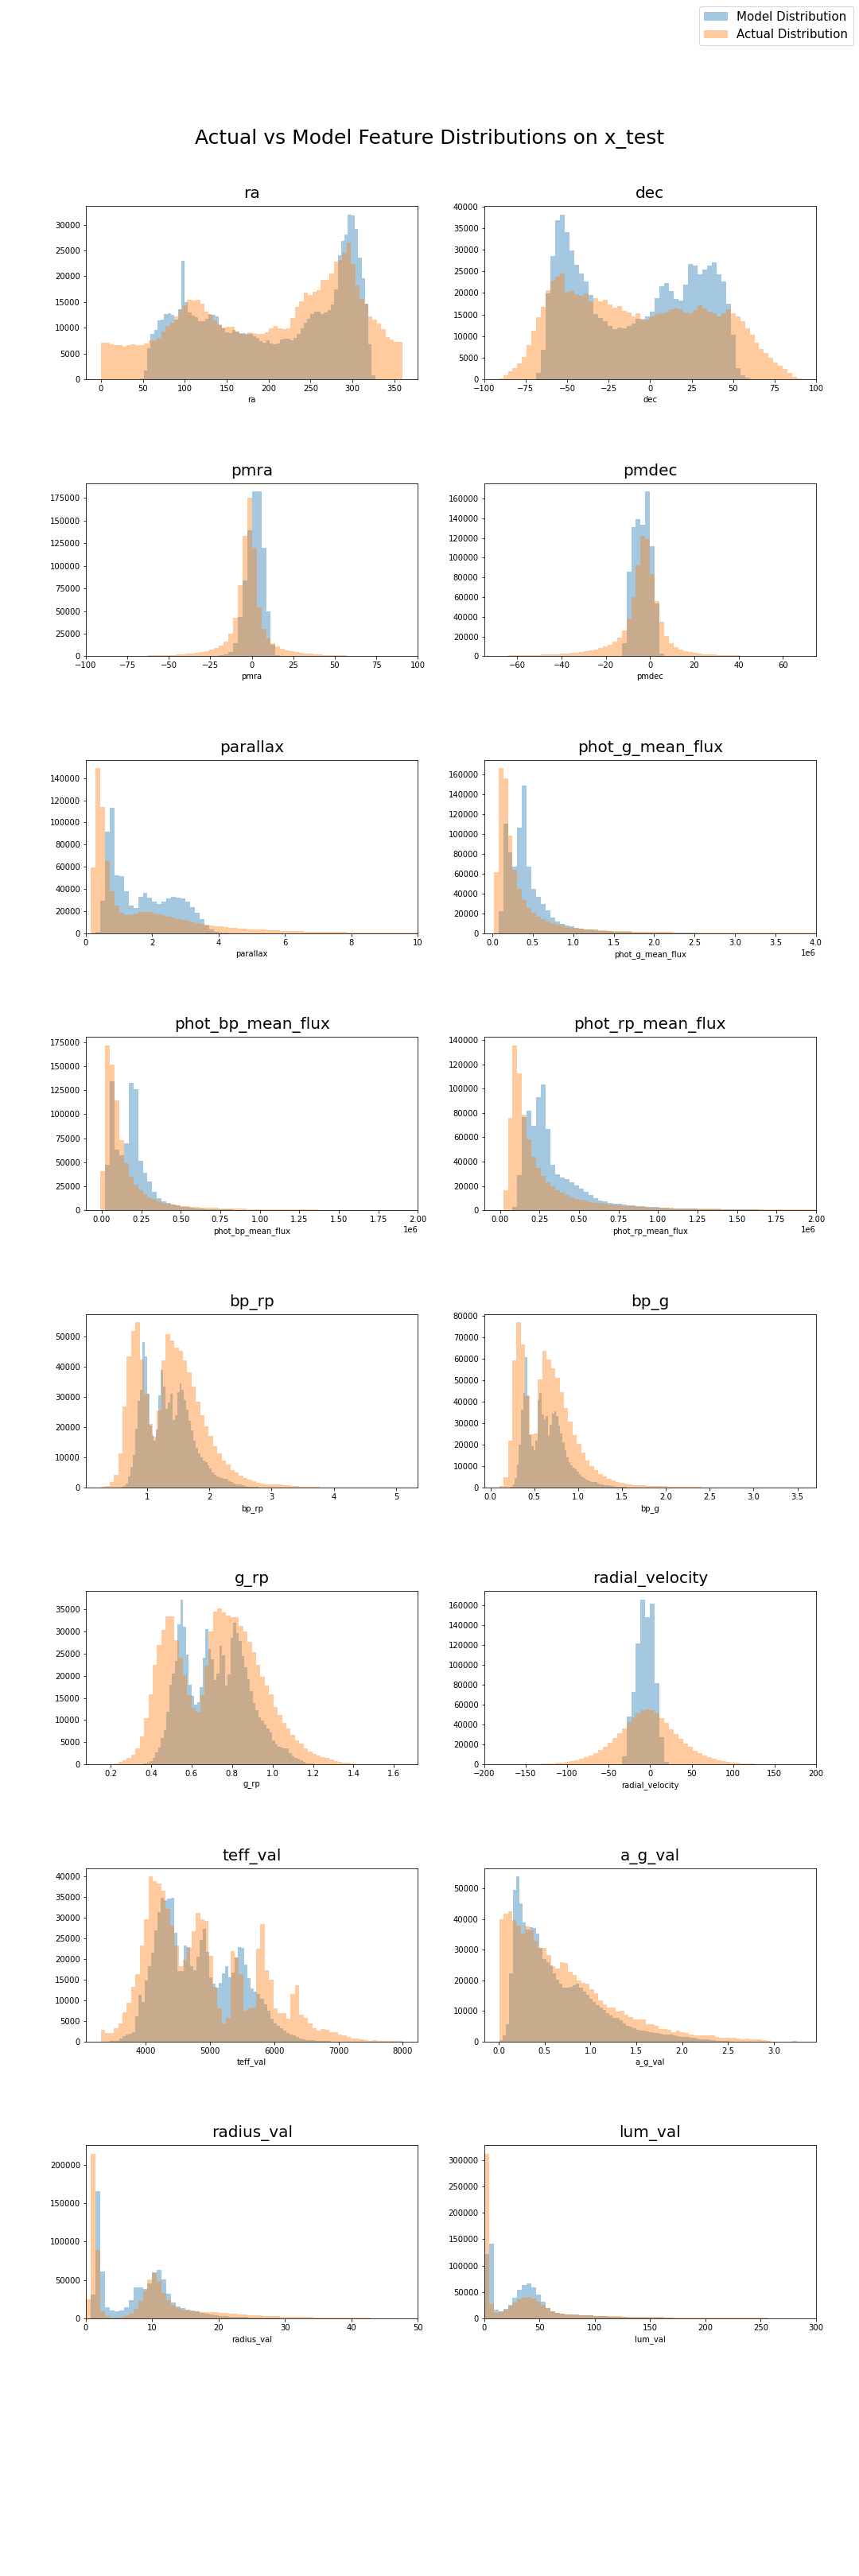 Model Distribution
Actual Distribution
Actual vs Model Feature Distributions on x_test
ra
30000
25000
20000
15000
10000
5000
0
0 50 100 150 200 250 300 350
ra
dec
40000
35000
30000
25000
20000
15000
10000
5000
0
−100 −75 −50 −25 0 25 50 75 100
dec
pmra
175000
150000
125000
100000
75000
50000
25000
0
−100 −75 −50 −25 0 25 50 75 100
pmra
pmdec
160000
140000
120000
100000
80000
60000
40000
20000
0
−60 −40 −20 0 20 40 60
pmdec
parallax
140000
120000
100000
80000
60000
40000
20000
0
0 2 4 6 8 10
parallax
phot_g_mean_flux
160000
140000
120000
100000
80000
60000
40000
20000
0
0.0 0.5 1.0 1.5 2.0 2.5 3.0 3.5 4.0
1e6
phot_g_mean_flux
phot_bp_mean_flux
175000
150000
125000
100000
75000
50000
25000
0
0.00 0.25 0.50 0.75 1.00 1.25 1.50 1.75 2.00
1e6
phot_bp_mean_flux
phot_rp_mean_flux
140000
120000
100000
80000
60000
40000
20000
0
0.00 0.25 0.50 0.75 1.00 1.25 1.50 1.75 2.00
1e6
phot_rp_mean_flux
bp_rp
50000
40000
30000
20000
10000
0
1 2 3 4 5
bp_rp
bp_g
80000
70000
60000
50000
40000
30000
20000
10000
0
0.0 0.5 1.0 1.5 2.0 2.5 3.0 3.5
bp_g
g_rp
35000
30000
25000
20000
15000
10000
5000
0
0.2 0.4 0.6 0.8 1.0 1.2 1.4 1.6
g_rp
radial_velocity
160000
140000
120000
100000
80000
60000
40000
20000
0
−200 −150 −100 −50 0 50 100 150 200
radial_velocity
teff_val
40000
35000
30000
25000
20000
15000
10000
5000
0
4000 5000 6000 7000 8000
teff_val
a_g_val
50000
40000
30000
20000
10000
0
0.0 0.5 1.0 1.5 2.0 2.5 3.0
a_g_val
radius_val
200000
150000
100000
50000
0
0 10 20 30 40 50
radius_val
lum_val
300000
250000
200000
150000
100000
50000
0
0 50 100 150 200 250 300
lum_val